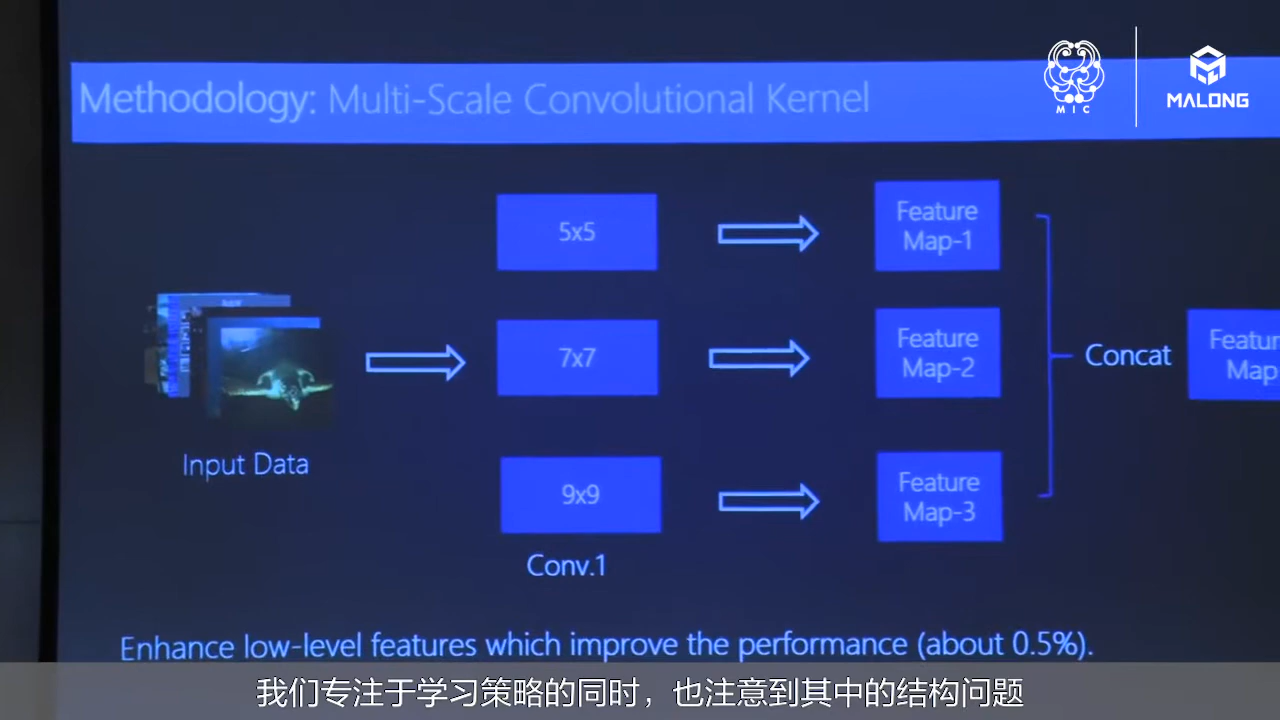 MIC
MALONG
Methodology: Multi-Scale Convolutional Kernel
5x5
Feature
Map-1
7x7
Feature
Map-2
Concat
Featur
Map
Input Data
9x9
Feature
Map-3
Conv.1
Enhance low-level features which improve the performance (about 0.5%).
我们专注于学习策略的同时，也注意到其中的结构问题